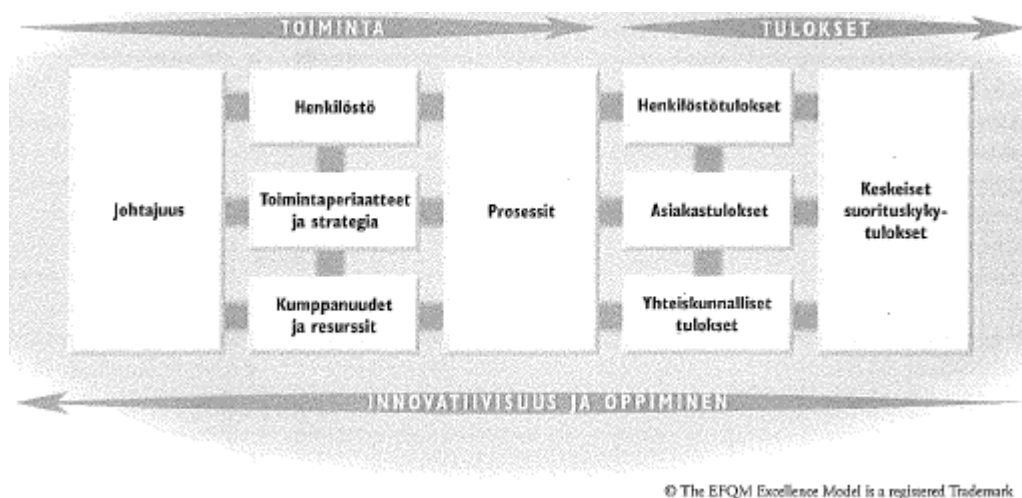 TOIMINTA
TULOKSET
Johtajuus
Henkilöstö
Toimintaperiaatteet
ja strategia
Kumppanuudet
ja resurssit
Prosessit
Henkilöstötulokset
Asiakastulokset
Yhteiskunnalliset
tulokset
Keskeiset
suorituskyky-
tulokset
INNOVATIIVISUUS JA OPPIMINEN
© The EFQM Excellence Model is a registered Trademark